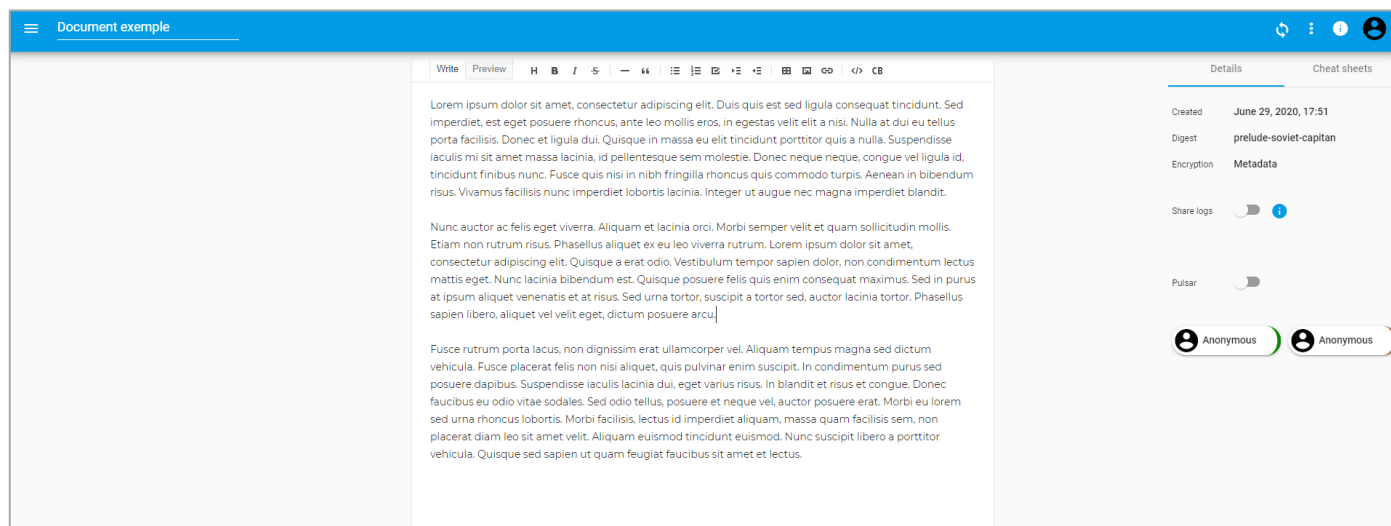 Document exemple
Write Preview H B I S — “ </> CB
Lorem ipsum dolor sit amet, consectetur adipiscing elit. Duis quis est sed ligula consequat tincidunt. Sed
imperdiet, est eget posuere rhoncus, ante leo mollis eros, in egestas velit elit a nisi. Nulla at dui eu tellus
porta facilisis. Donec et ligula dui. Quisque in massa eu elit tincidunt porttitor quis a nulla. Suspendisse
iaculis mi sit amet massa lacinia, id pellentesque sem molestie. Donec neque neque, congue vel ligula id,
tincidunt finibus nunc. Fusce quis nisi in nibh fringilla rhoncus quis commodo turpis. Aenean in bibendum
risus. Vivamus facilisis nunc imperdiet lobortis lacinia. Integer ut augue nec magna imperdiet blandit.
Nunc auctor ac felis eget viverra. Aliquam et lacinia orci. Morbi semper velit et quam sollicitudin mollis.
Etiam non rutrum risus. Phasellus aliquet ex eu leo viverra rutrum. Lorem ipsum dolor sit amet,
consectetur adipiscing elit. Quisque a erat odio. Vestibulum tempor sapien dolor, non condimentum lectus
mattis eget. Nunc lacinia bibendum est. Quisque posuere felis quis enim consequat maximus. Sed in purus
at ipsum aliquet venenatis et at risus. Sed urna tortor, suscipit a tortor sed, auctor lacinia tortor. Phasellus
sapien libero, aliquet vel velit eget, dictum posuere arcu.
Fusce rutrum porta lacus, non dignissim erat ullamcorper vel. Aliquam tempus magna sed dictum
vehicula. Fusce placerat felis non nisi aliquet, quis pulvinar enim suscipit. In condimentum purus sed
posuere dapibus. Suspendisse iaculis lacinia dui, eget varius risus. In blandit et risus et congue. Donec
faucibus eu odio vitae sodales. Sed odio tellus, posuere et neque vel, auctor posuere erat. Morbi eu lorem
sed urna rhoncus lobortis. Morbi facilisis, lectus id imperdiet aliquam, massa quam facilisis sem, non
placerat diam leo sit amet velit. Aliquam euismod tincidunt euismod. Nunc suscipit libero a porttitor
vehicula. Quisque sed sapien ut quam feugiat faucibus sit amet et lectus.
Details Cheat sheets
Created June 29, 2020, 17:51
Digest prelude-soviet-capitan
Encryption Metadata
Share logs
Pulsar
Anonymous Anonymous